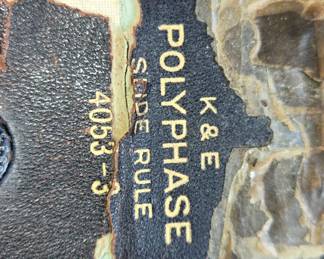 K & E
POLYPHASE
SLIDE RULE
4053-3